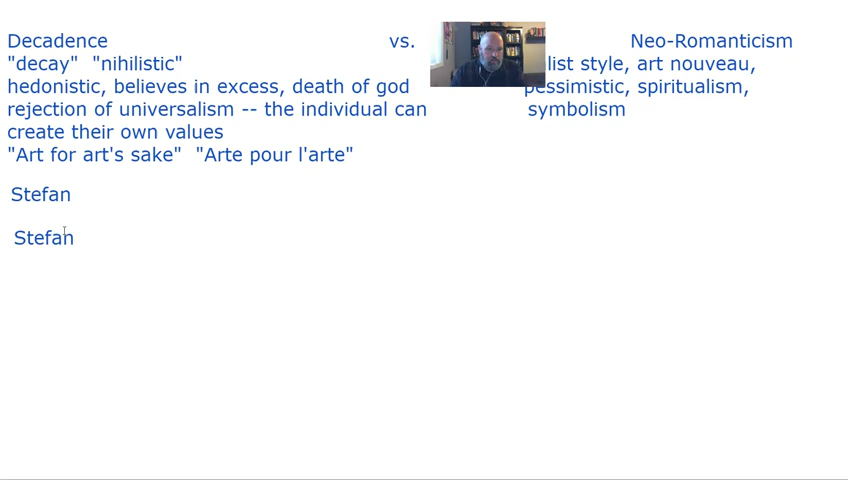 Decadence vs. Neo-Romanticism
"decay" "nihilistic" style, art nouveau,
hedonistic, believes in excess, death of god pessimistic, spiritualism,
rejection of universalism -- the individual can symbolism
create their own values
"Art for art's sake" "Arte pour l'arte"
Stefan
Stefan